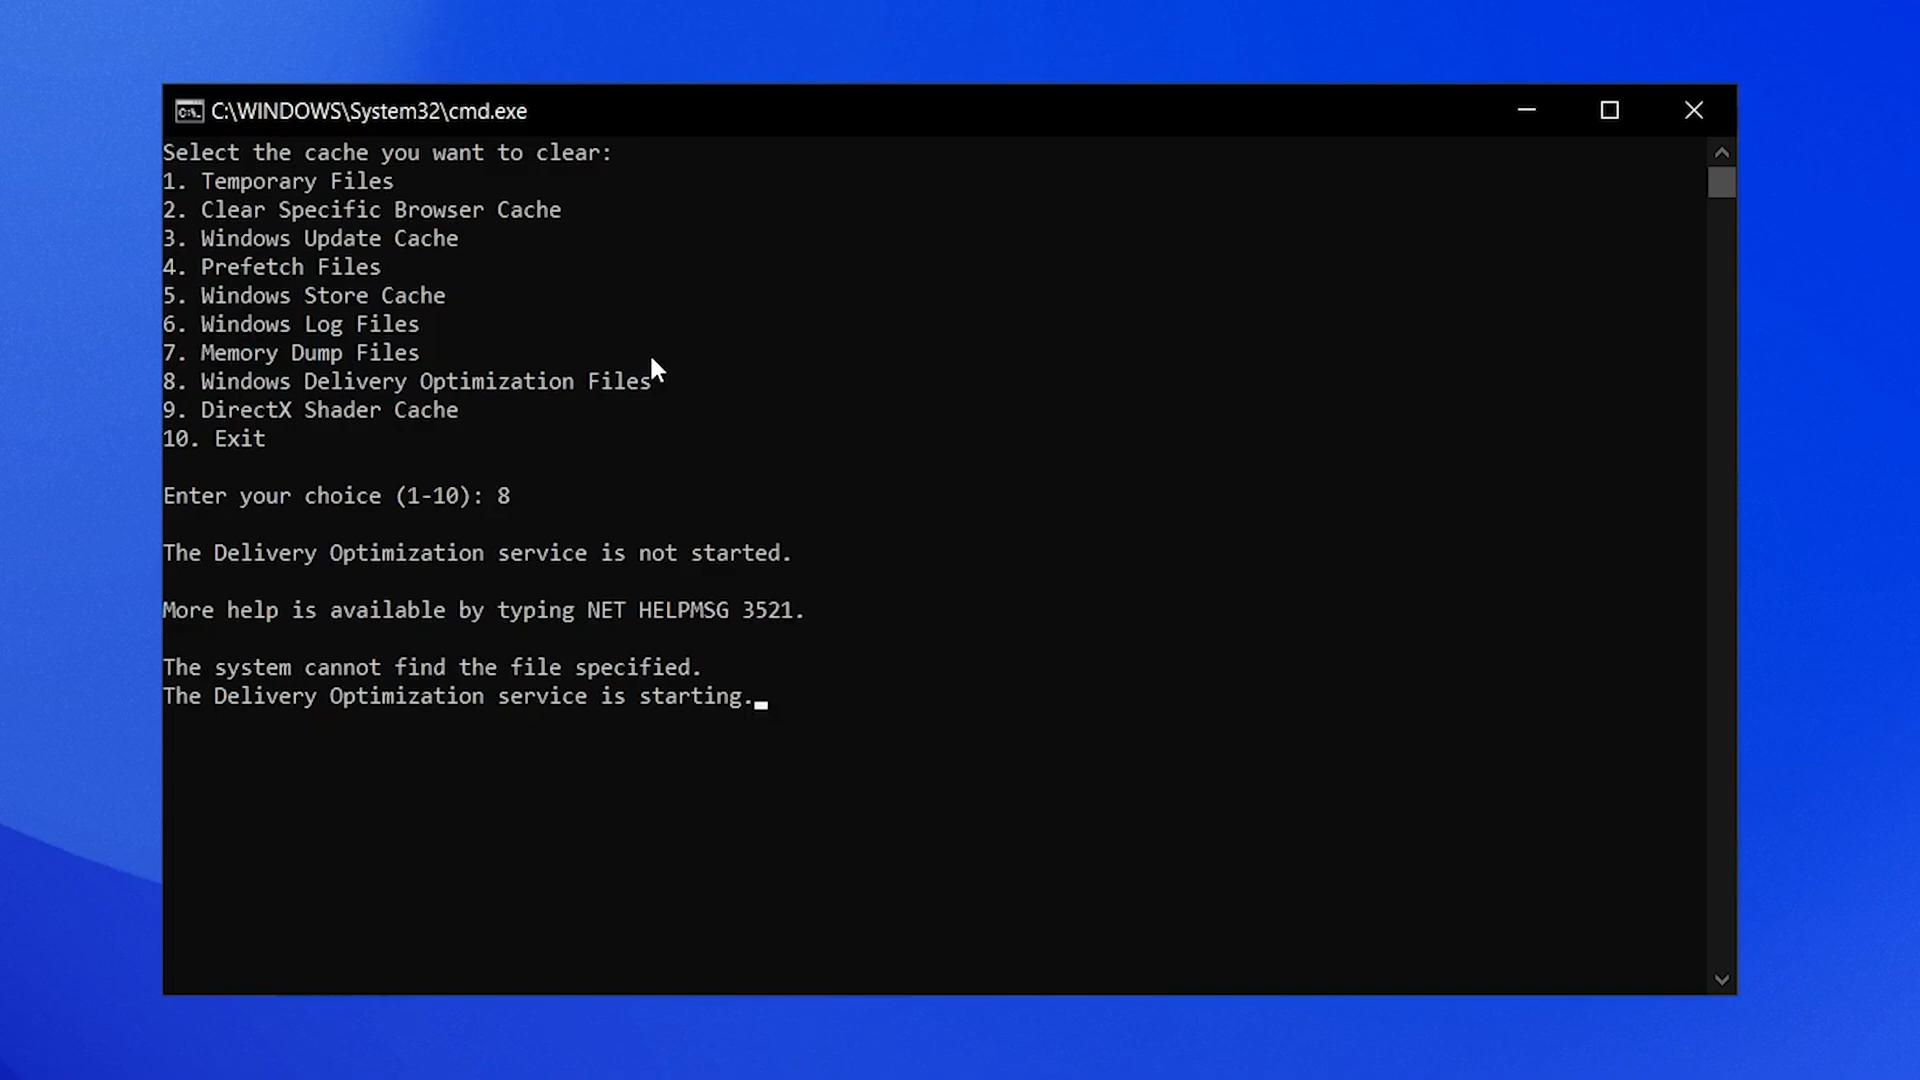 C:\WINDOWS\System32\cmd.exe
Select the cache you want to clear:
1. Temporary Files
2. Clear Specific Browser Cache
3. Windows Update Cache
4. Prefetch Files
5. Windows Store Cache
6. Windows Log Files
7. Memory Dump Files
8. Windows Delivery Optimization Files
9. DirectX Shader Cache
10. Exit
Enter your choice (1-10): 8
The Delivery Optimization service is not started.
More help is available by typing NET HELPMSG 3521.
The system cannot find the file specified.
The Delivery Optimization service is starting.